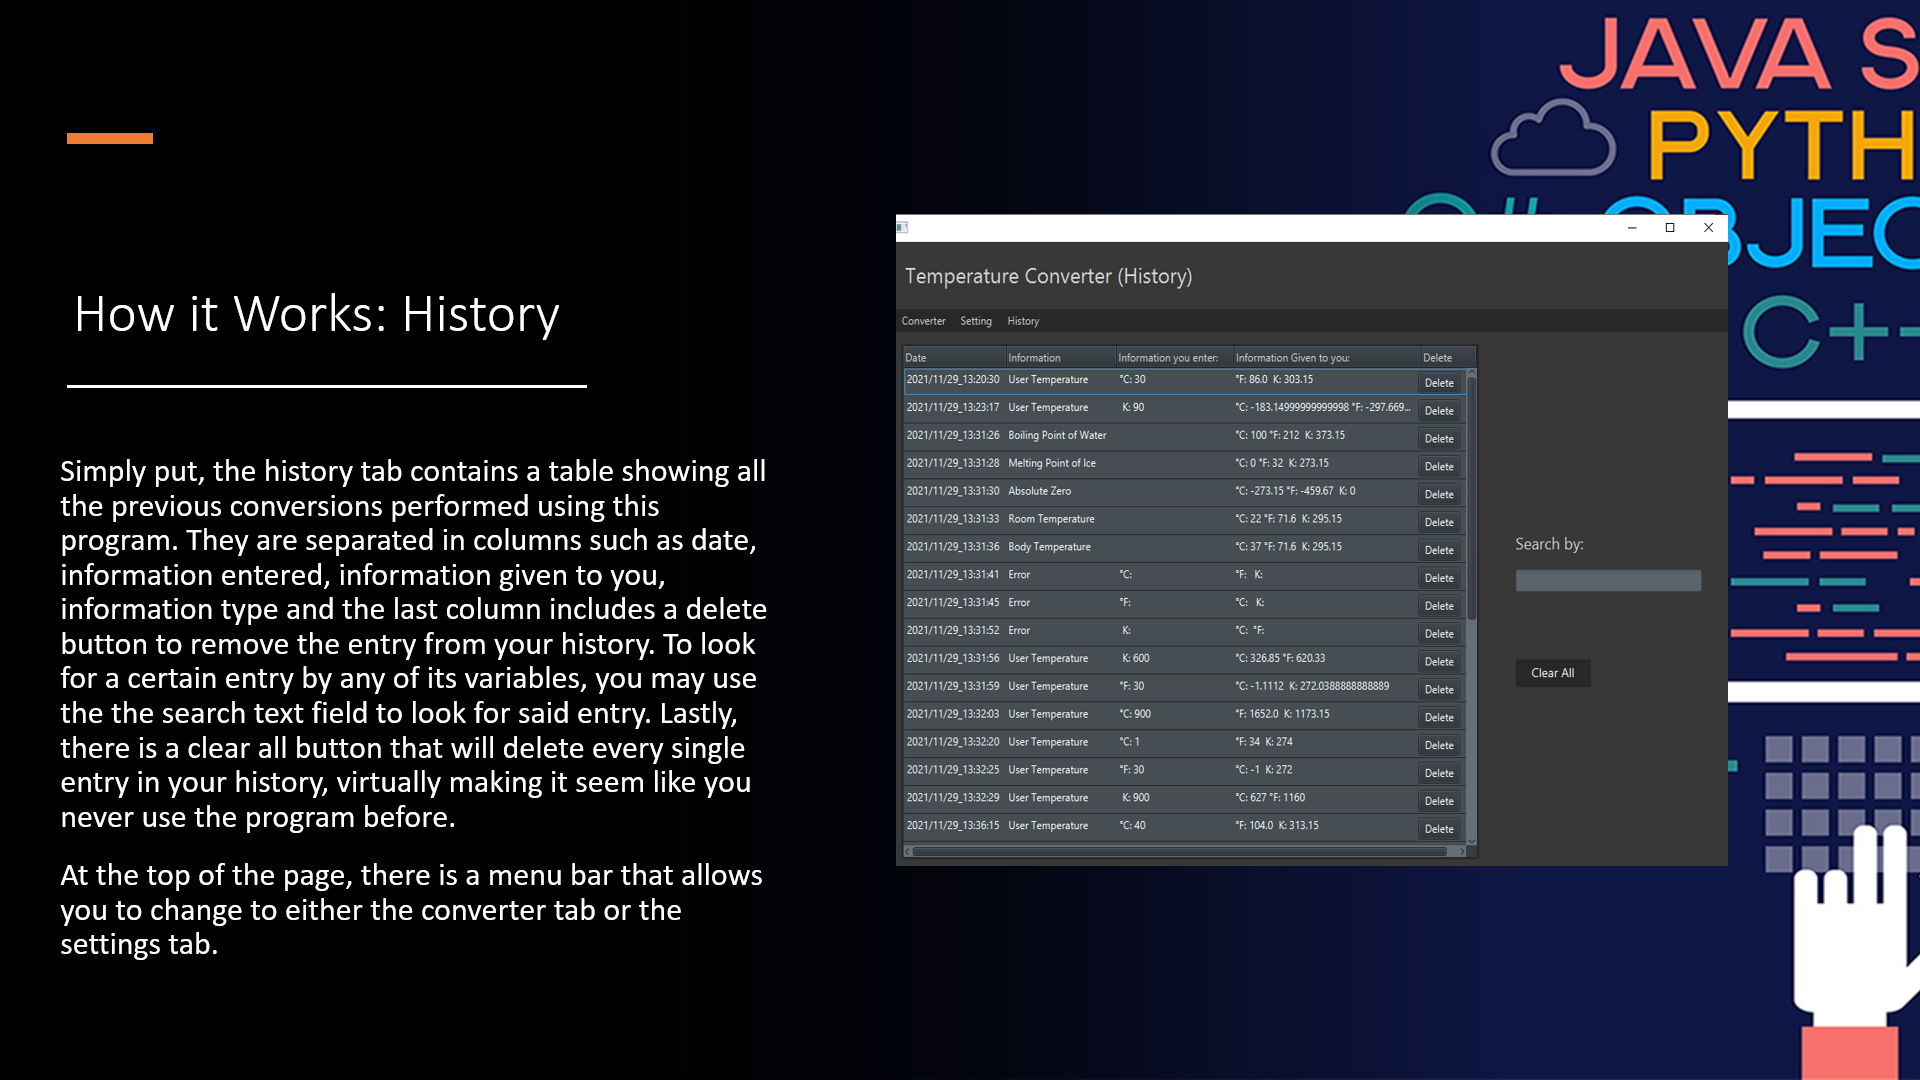 JAVA S
PYTH
C# OBJEC
C++
How it Works: History
Simply put, the history tab contains a table showing all
the previous conversions performed using this
program. They are separated in columns such as date,
information entered, information given to you,
information type and the last column includes a delete
button to remove the entry from your history. To look
for a certain entry by any of its variables, you may use
the the search text field to look for said entry. Lastly,
there is a clear all button that will delete every single
entry in your history, virtually making it seem like you
never use the program before.
At the top of the page, there is a menu bar that allows
you to change to either the converter tab or the
settings tab.
Temperature Converter (History)
Converter Setting History
Date Information Information you enter: Information Given to you: Delete
2021/11/29_13:20:30 User Temperature °C: 30 °F: 86.0 K: 303.15 Delete
2021/11/29_13:23:17 User Temperature K: 90 °C: -183.14999999999998 °F: -297.669... Delete
2021/11/29_13:31:26 Boiling Point of Water °C: 100 °F: 212 K: 373.15 Delete
2021/11/29_13:31:28 Melting Point of Ice °C: 0 °F: 32 K: 273.15 Delete
2021/11/29_13:31:30 Absolute Zero °C: -273.15 °F: -459.67 K: 0 Delete
2021/11/29_13:31:33 Room Temperature °C: 22 °F: 71.6 K: 295.15 Delete
2021/11/29_13:31:36 Body Temperature °C: 37 °F: 71.6 K: 295.15 Delete
2021/11/29_13:31:41 Error °C: °F: K: Delete
2021/11/29_13:31:45 Error °F: °C: K: Delete
2021/11/29_13:31:52 Error K: °C: °F: Delete
2021/11/29_13:31:56 User Temperature K: 600 °C: 326.85 °F: 620.33 Delete
2021/11/29_13:31:59 User Temperature °F: 30 °C: -1.1112 K: 272.0388888888889 Delete
2021/11/29_13:32:03 User Temperature °C: 900 °F: 1652.0 K: 1173.15 Delete
2021/11/29_13:32:20 User Temperature °C: 1 °F: 34 K: 274 Delete
2021/11/29_13:32:25 User Temperature °F: 30 °C: -1 K: 272 Delete
2021/11/29_13:32:29 User Temperature K: 900 °C: 627 °F: 1160 Delete
2021/11/29_13:36:15 User Temperature °C: 40 °F: 104.0 K: 313.15 Delete
Search by:
Clear All